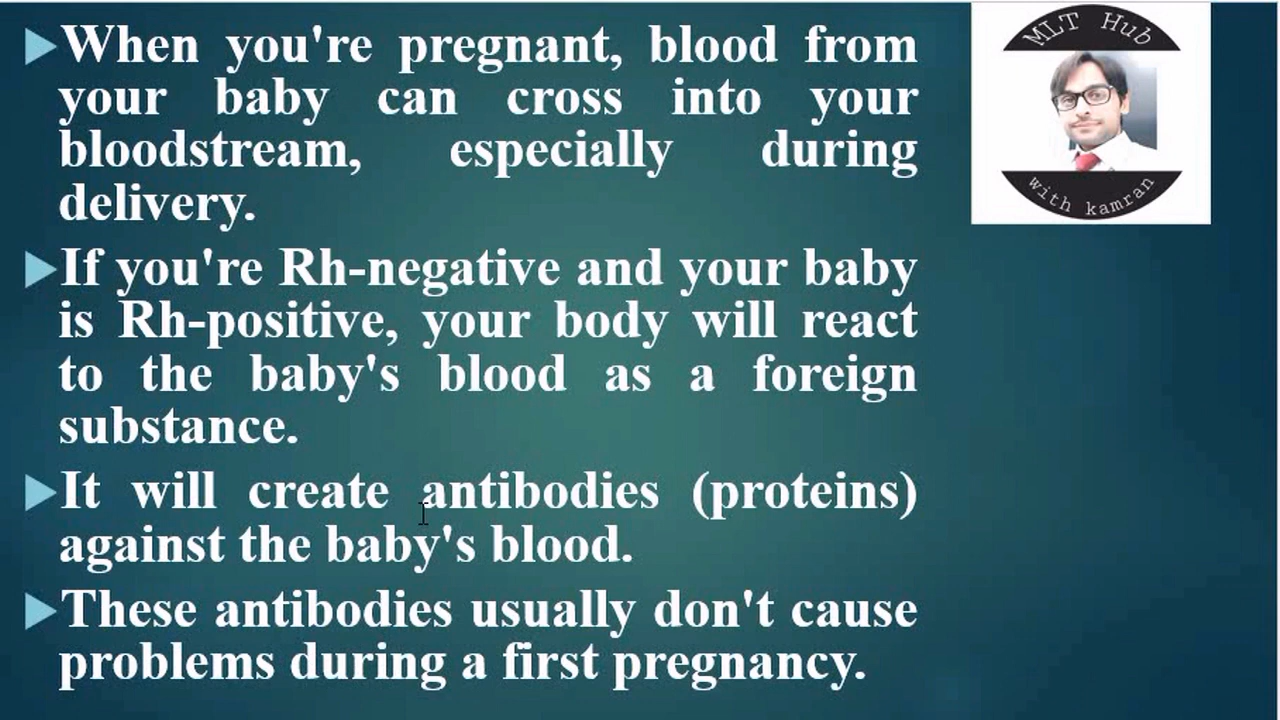 When you're pregnant, blood from
your baby can cross into your
bloodstream, especially during
delivery.
If you're Rh-negative and your baby
is Rh-positive, your body will react
to the baby's blood as a foreign
substance.
It will create antibodies (proteins)
against the baby's blood.
These antibodies usually don't cause
problems during a first pregnancy.
MLT Hub
with kamran